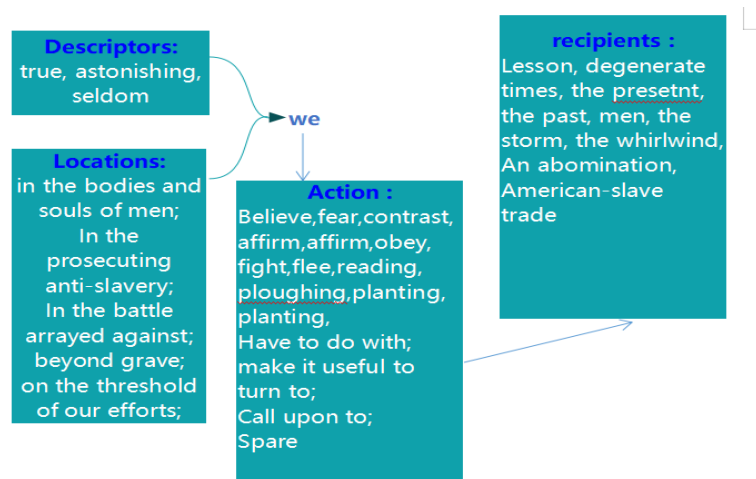 Descriptors:
true, astonishing,
seldom
Locations:
in the bodies and
souls of men;
In the
prosecuting
anti-slavery;
In the battle
arrayed against;
beyond grave;
on the threshold
of our efforts;
we
Action :
Believe,fear,contrast,
affirm,affirm,obey,
fight,flee,reading,
ploughing,planting,
planting,
Have to do with;
make it useful to
turn to;
Call upon to;
Spare
recipients :
Lesson, degenerate
times, the presetnt,
the past, men, the
storm, the whirlwind,
An abomination,
American-slave
trade